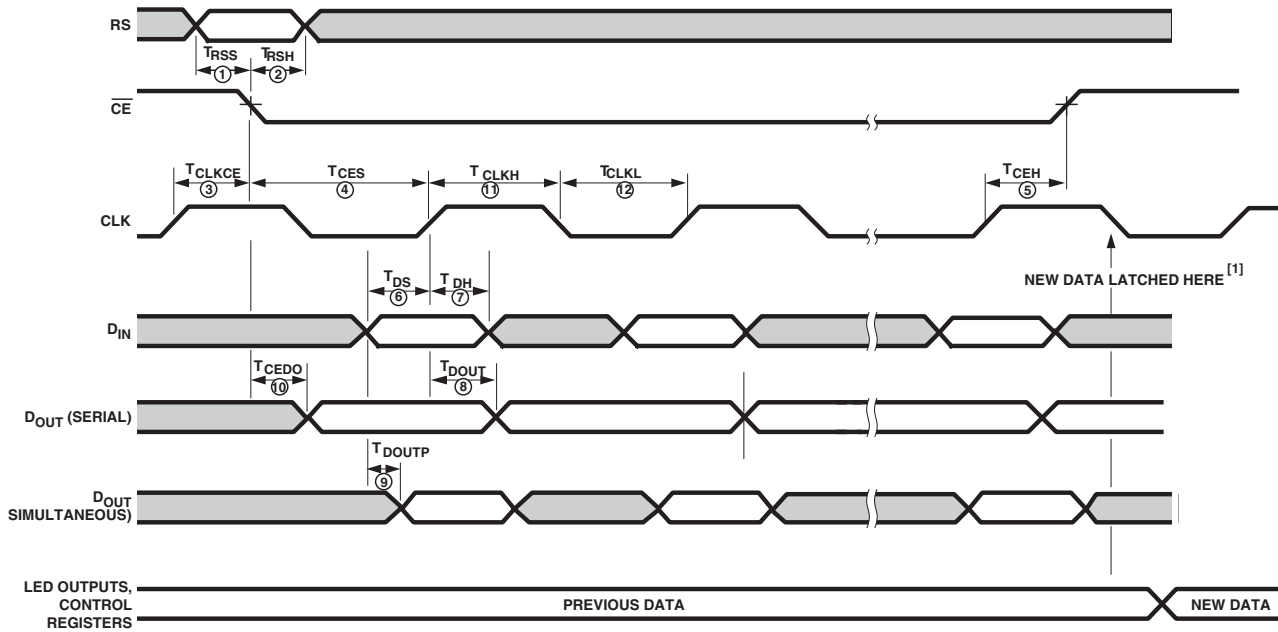 RS
TRSS
①
TRSH
②
CE
TCLKCE
③
TCES
④
TCLKH
⑪
TCLKL
⑫
TCEH
⑤
CLK
TDS
⑥
TDH
⑦
NEW DATA LATCHED HERE [1]
DIN
TCEDO
⑩
TDOUT
⑧
DOUT (SERIAL)
TDOUTP
⑨
DOUT
SIMULTANEOUS)
LED OUTPUTS,
CONTROL
REGISTERS
PREVIOUS DATA
NEW DATA